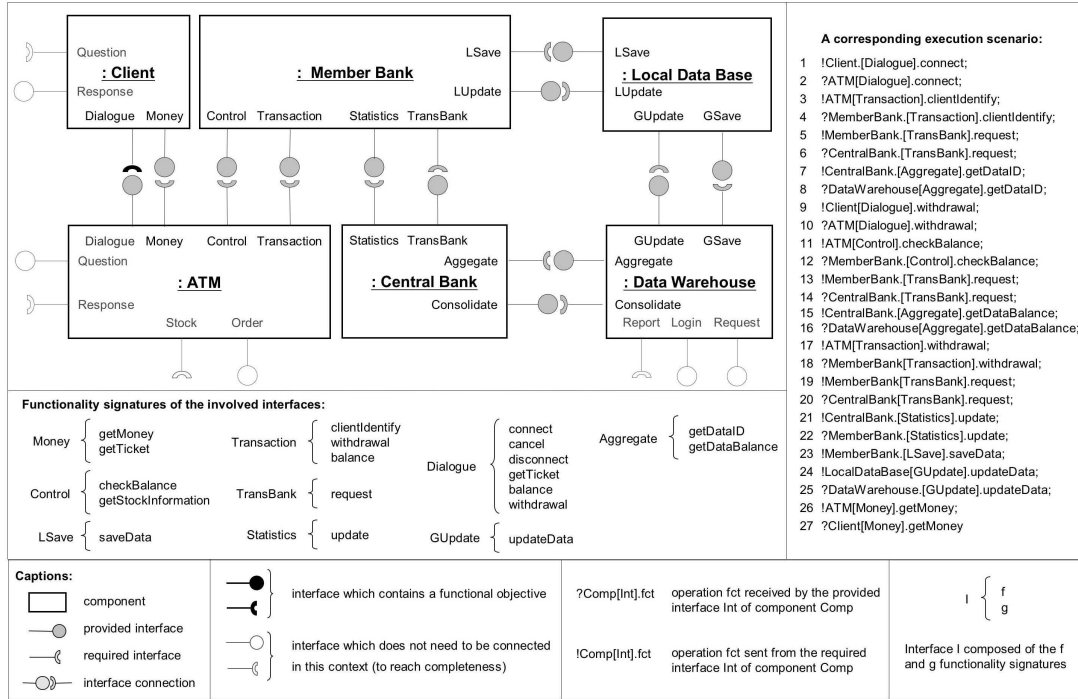 Question
: Client
Response
Dialogue Money
LSave
: Member Bank
LUpdate
Control Transaction Statistics TransBank
LSave
: Local Data Base
LUpdate
GUpdate GSave
Dialogue Money Control Transaction
Question
: ATM
Response
Stock Order
Statistics TransBank
Aggegate
: Central Bank
Consolidate
GUpdate GSave
Aggregate
: Data Warehouse
Consolidate
Report Login Request
A corresponding execution scenario:
1 !Client.[Dialogue].connect;
2 ?ATM[Dialogue].connect;
3 !ATM[Transaction].clientIdentify;
4 ?MemberBank.[Transaction].clientIdentify;
5 !MemberBank.[TransBank].request;
6 ?CentralBank.[TransBank].request;
7 !CentralBank.[Aggregate].getDataID;
8 ?DataWarehouse[Aggregate].getDataID;
9 !Client[Dialogue].withdrawal;
10 ?ATM[Dialogue].withdrawal;
11 !ATM[Control].checkBalance;
12 ?MemberBank.[Control].checkBalance;
13 !MemberBank.[TransBank].request;
14 ?CentralBank.[TransBank].request;
15 !CentralBank.[Aggregate].getDataBalance;
16 ?DataWarehouse[Aggregate].getDataBalance;
17 !ATM[Transaction].withdrawal;
18 ?MemberBank[Transaction].withdrawal;
19 !MemberBank[TransBank].request;
20 ?CentralBank[TransBank].request;
21 !CentralBank.[Statistics].update;
22 ?MemberBank.[Statistics].update;
23 !MemberBank.[LSave].saveData;
24 !LocalDataBase[GUpdate].updateData;
25 ?DataWarehouse.[GUpdate].updateData;
26 !ATM[Money].getMoney;
27 ?Client[Money].getMoney
Functionality signatures of the involved interfaces:
Money
getMoney
getTicket
Control
checkBalance
getStockInformation
LSave
saveData
Transaction
clientIdentify
withdrawal
balance
TransBank
request
Statistics
update
Dialogue
connect
cancel
disconnect
getTicket
balance
withdrawal
GUpdate
updateData
Aggregate
getDataID
getDataBalance
Captions:
component
provided interface
required interface
interface connection
interface which contains a functional objective
interface which does not need to be connected
in this context (to reach completeness)
?Comp[Int].fct operation fct received by the provided
interface Int of component Comp
!Comp[Int].fct operation fct sent from the required
interface Int of component Comp
I
f
g
Interface I composed of the f
and g functionality signatures